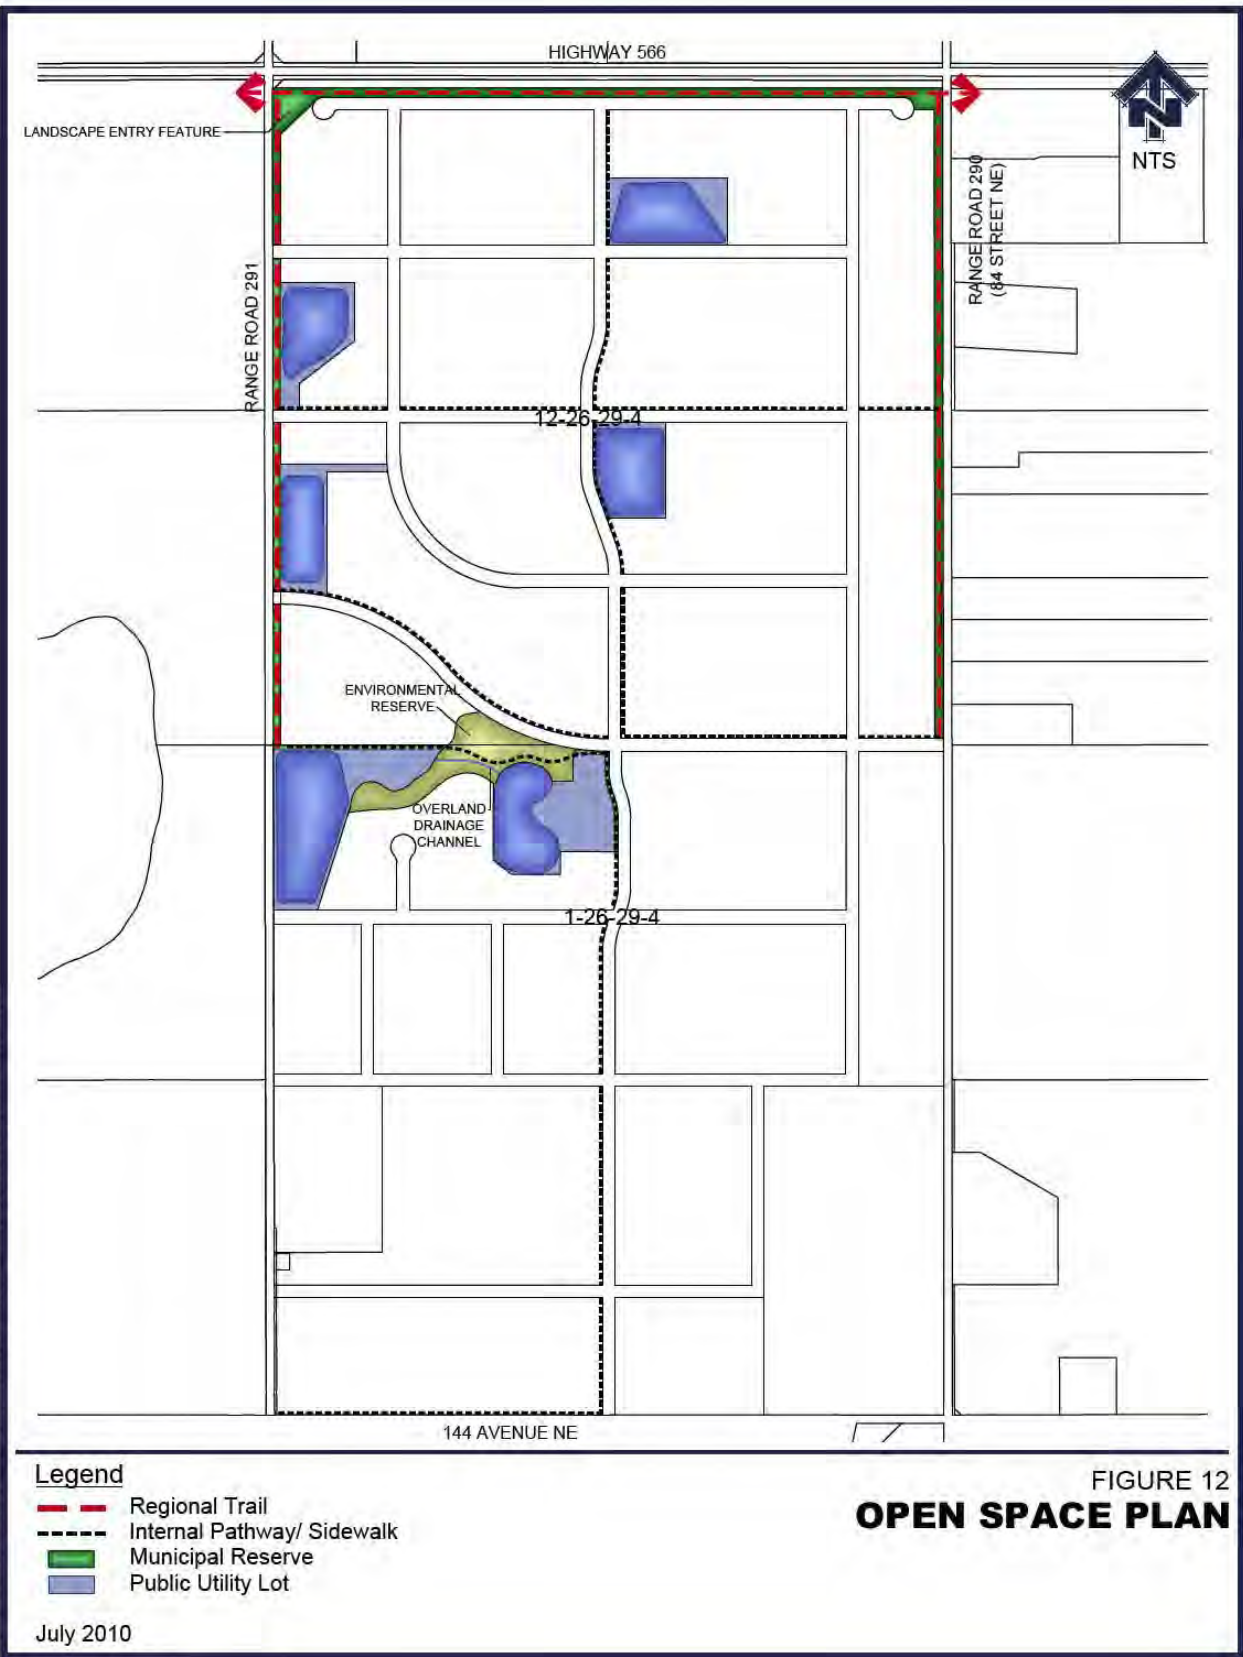 HIGHWAY 566
LANDSCAPE ENTRY FEATURE
N
NTS
RANGE ROAD 290
(84 STREET NE)
RANGE ROAD 291
12-26-29-4
ENVIRONMENTAL
RESERVE
OVERLAND
DRAINAGE
CHANNEL
1-26-29-4
144 AVENUE NE
Legend
Regional Trail
Internal Pathway/ Sidewalk
Municipal Reserve
Public Utility Lot
July 2010
FIGURE 12
OPEN SPACE PLAN